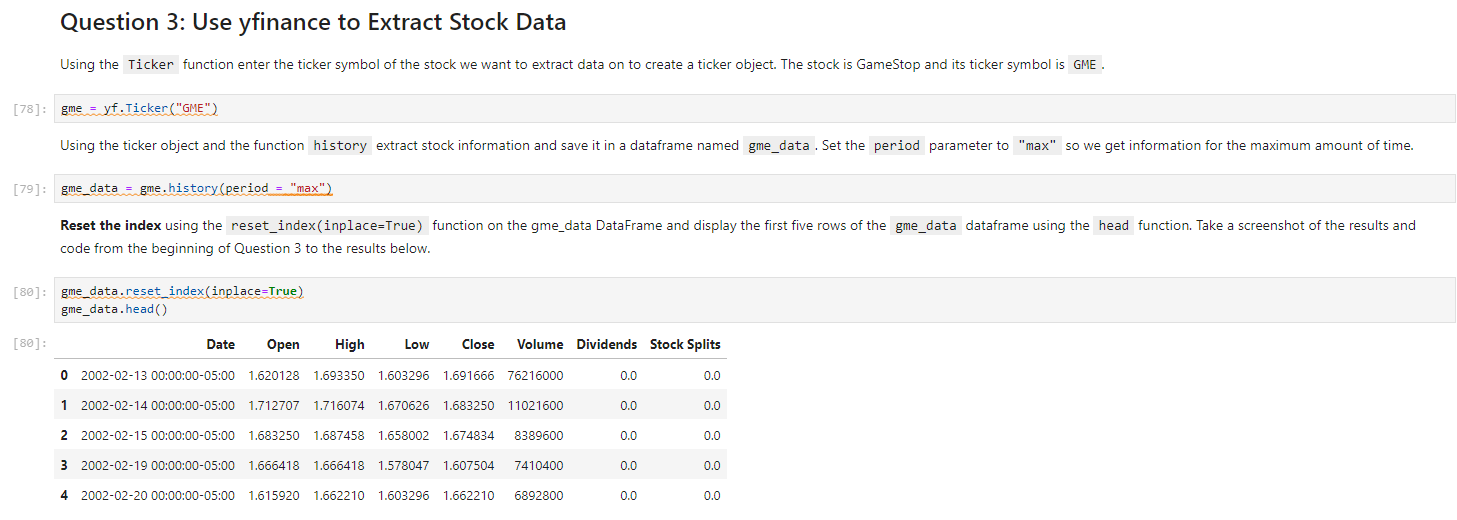 Question 3: Use yfinance to Extract Stock Data
Using the Ticker function enter the ticker symbol of the stock we want to extract data on to create a ticker object. The stock is GameStop and its ticker symbol is GME .
[78]: gme = yf.Ticker("GME")
Using the ticker object and the function history extract stock information and save it in a dataframe named gme_data . Set the period parameter to "max" so we get information for the maximum amount of time.
[79]: gme_data = gme.history(period = "max")
Reset the index using the reset_index(inplace=True) function on the gme_data DataFrame and display the first five rows of the gme_data dataframe using the head function. Take a screenshot of the results and
code from the beginning of Question 3 to the results below.
[80]: gme_data.reset_index(inplace=True)
gme_data.head()
[80]: Date Open High Low Close Volume Dividends Stock Splits
0 2002-02-13 00:00:00-05:00 1.620128 1.693350 1.603296 1.691666 76216000 0.0 0.0
1 2002-02-14 00:00:00-05:00 1.712707 1.716074 1.670626 1.683250 11021600 0.0 0.0
2 2002-02-15 00:00:00-05:00 1.683250 1.687458 1.658002 1.674834 8389600 0.0 0.0
3 2002-02-19 00:00:00-05:00 1.666418 1.666418 1.578047 1.607504 7410400 0.0 0.0
4 2002-02-20 00:00:00-05:00 1.615920 1.662210 1.603296 1.662210 6892800 0.0 0.0